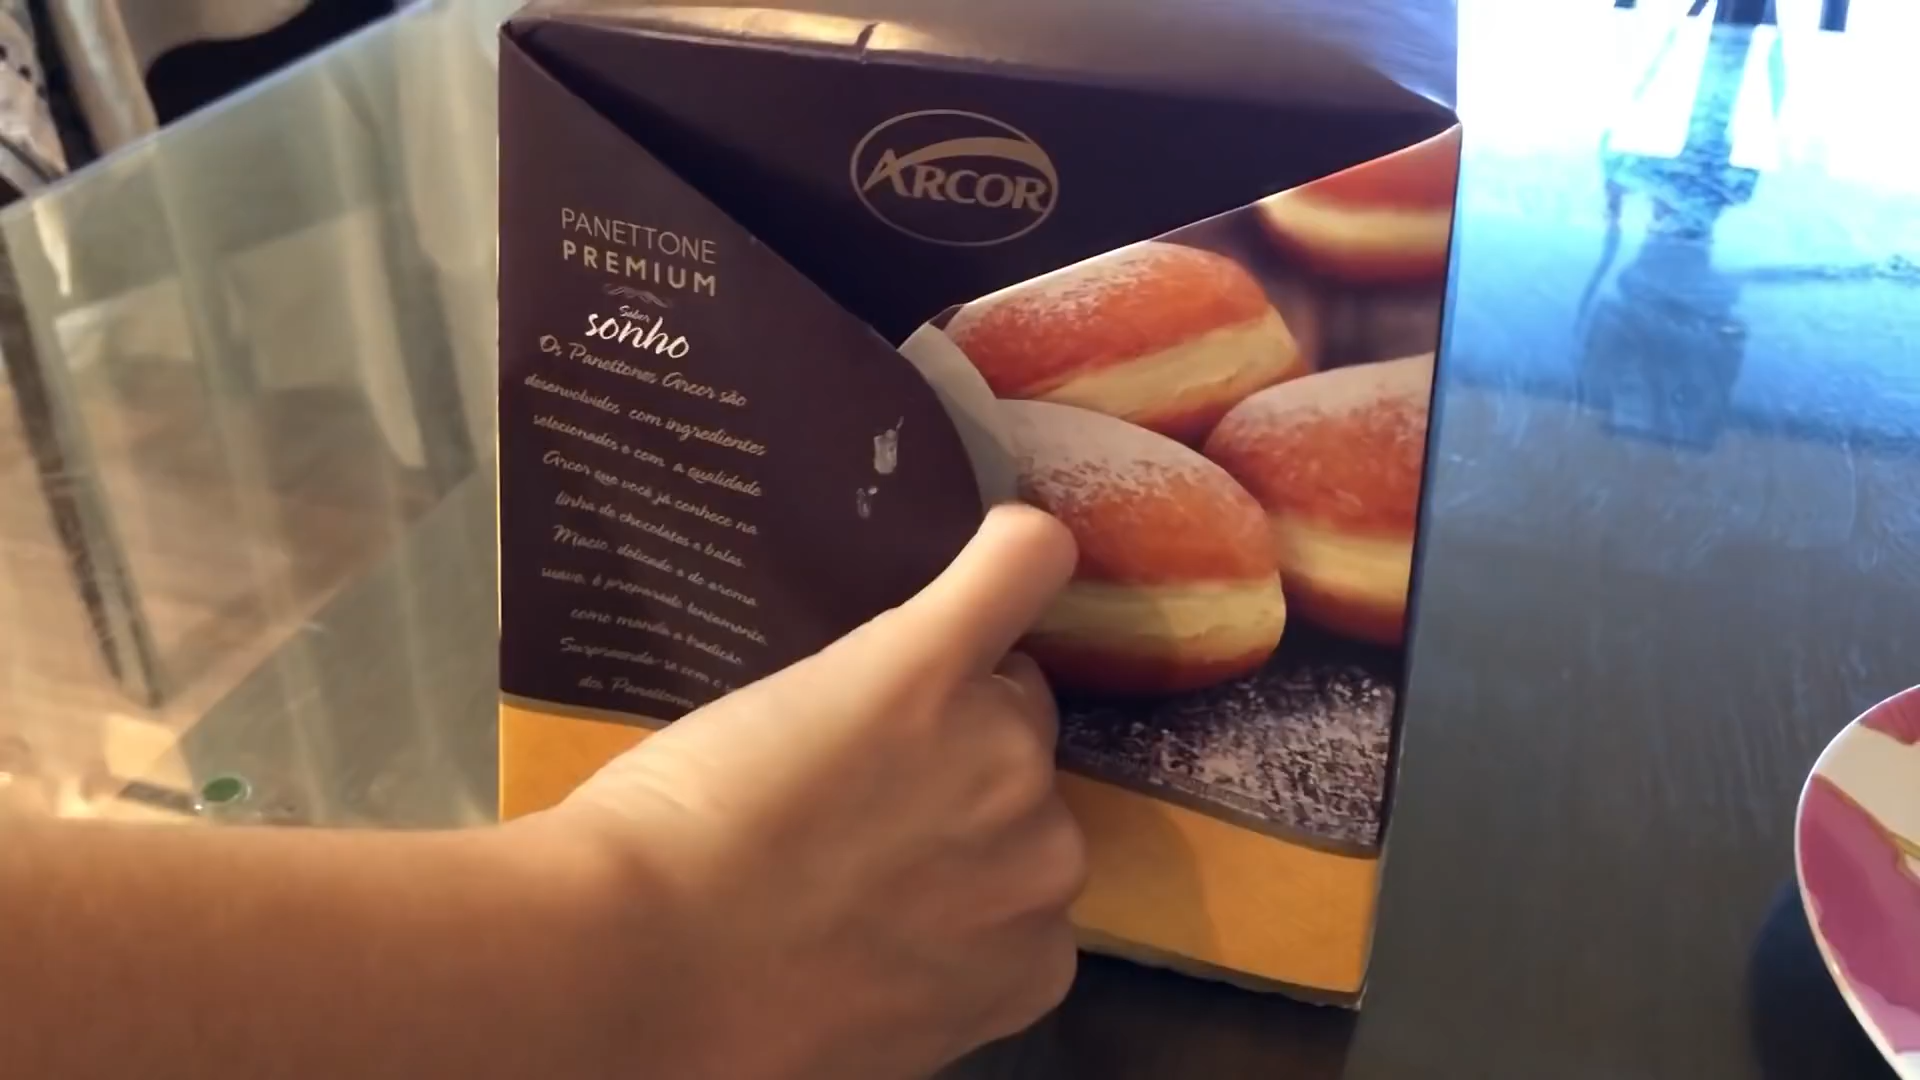 ARCOR
PANETTONE
PREMIUM
Sabor
sonho
Os Panettones Arcor são
desenvolvidos com ingredientes
selecionados e com a qualidade
Arcor que você já conhece na
linha de chocolates e balas.
Macio, delicado e de aroma
suave, é preparado lentamente,
como manda a tradição.
Surpreenda-se com o
dos Panettones